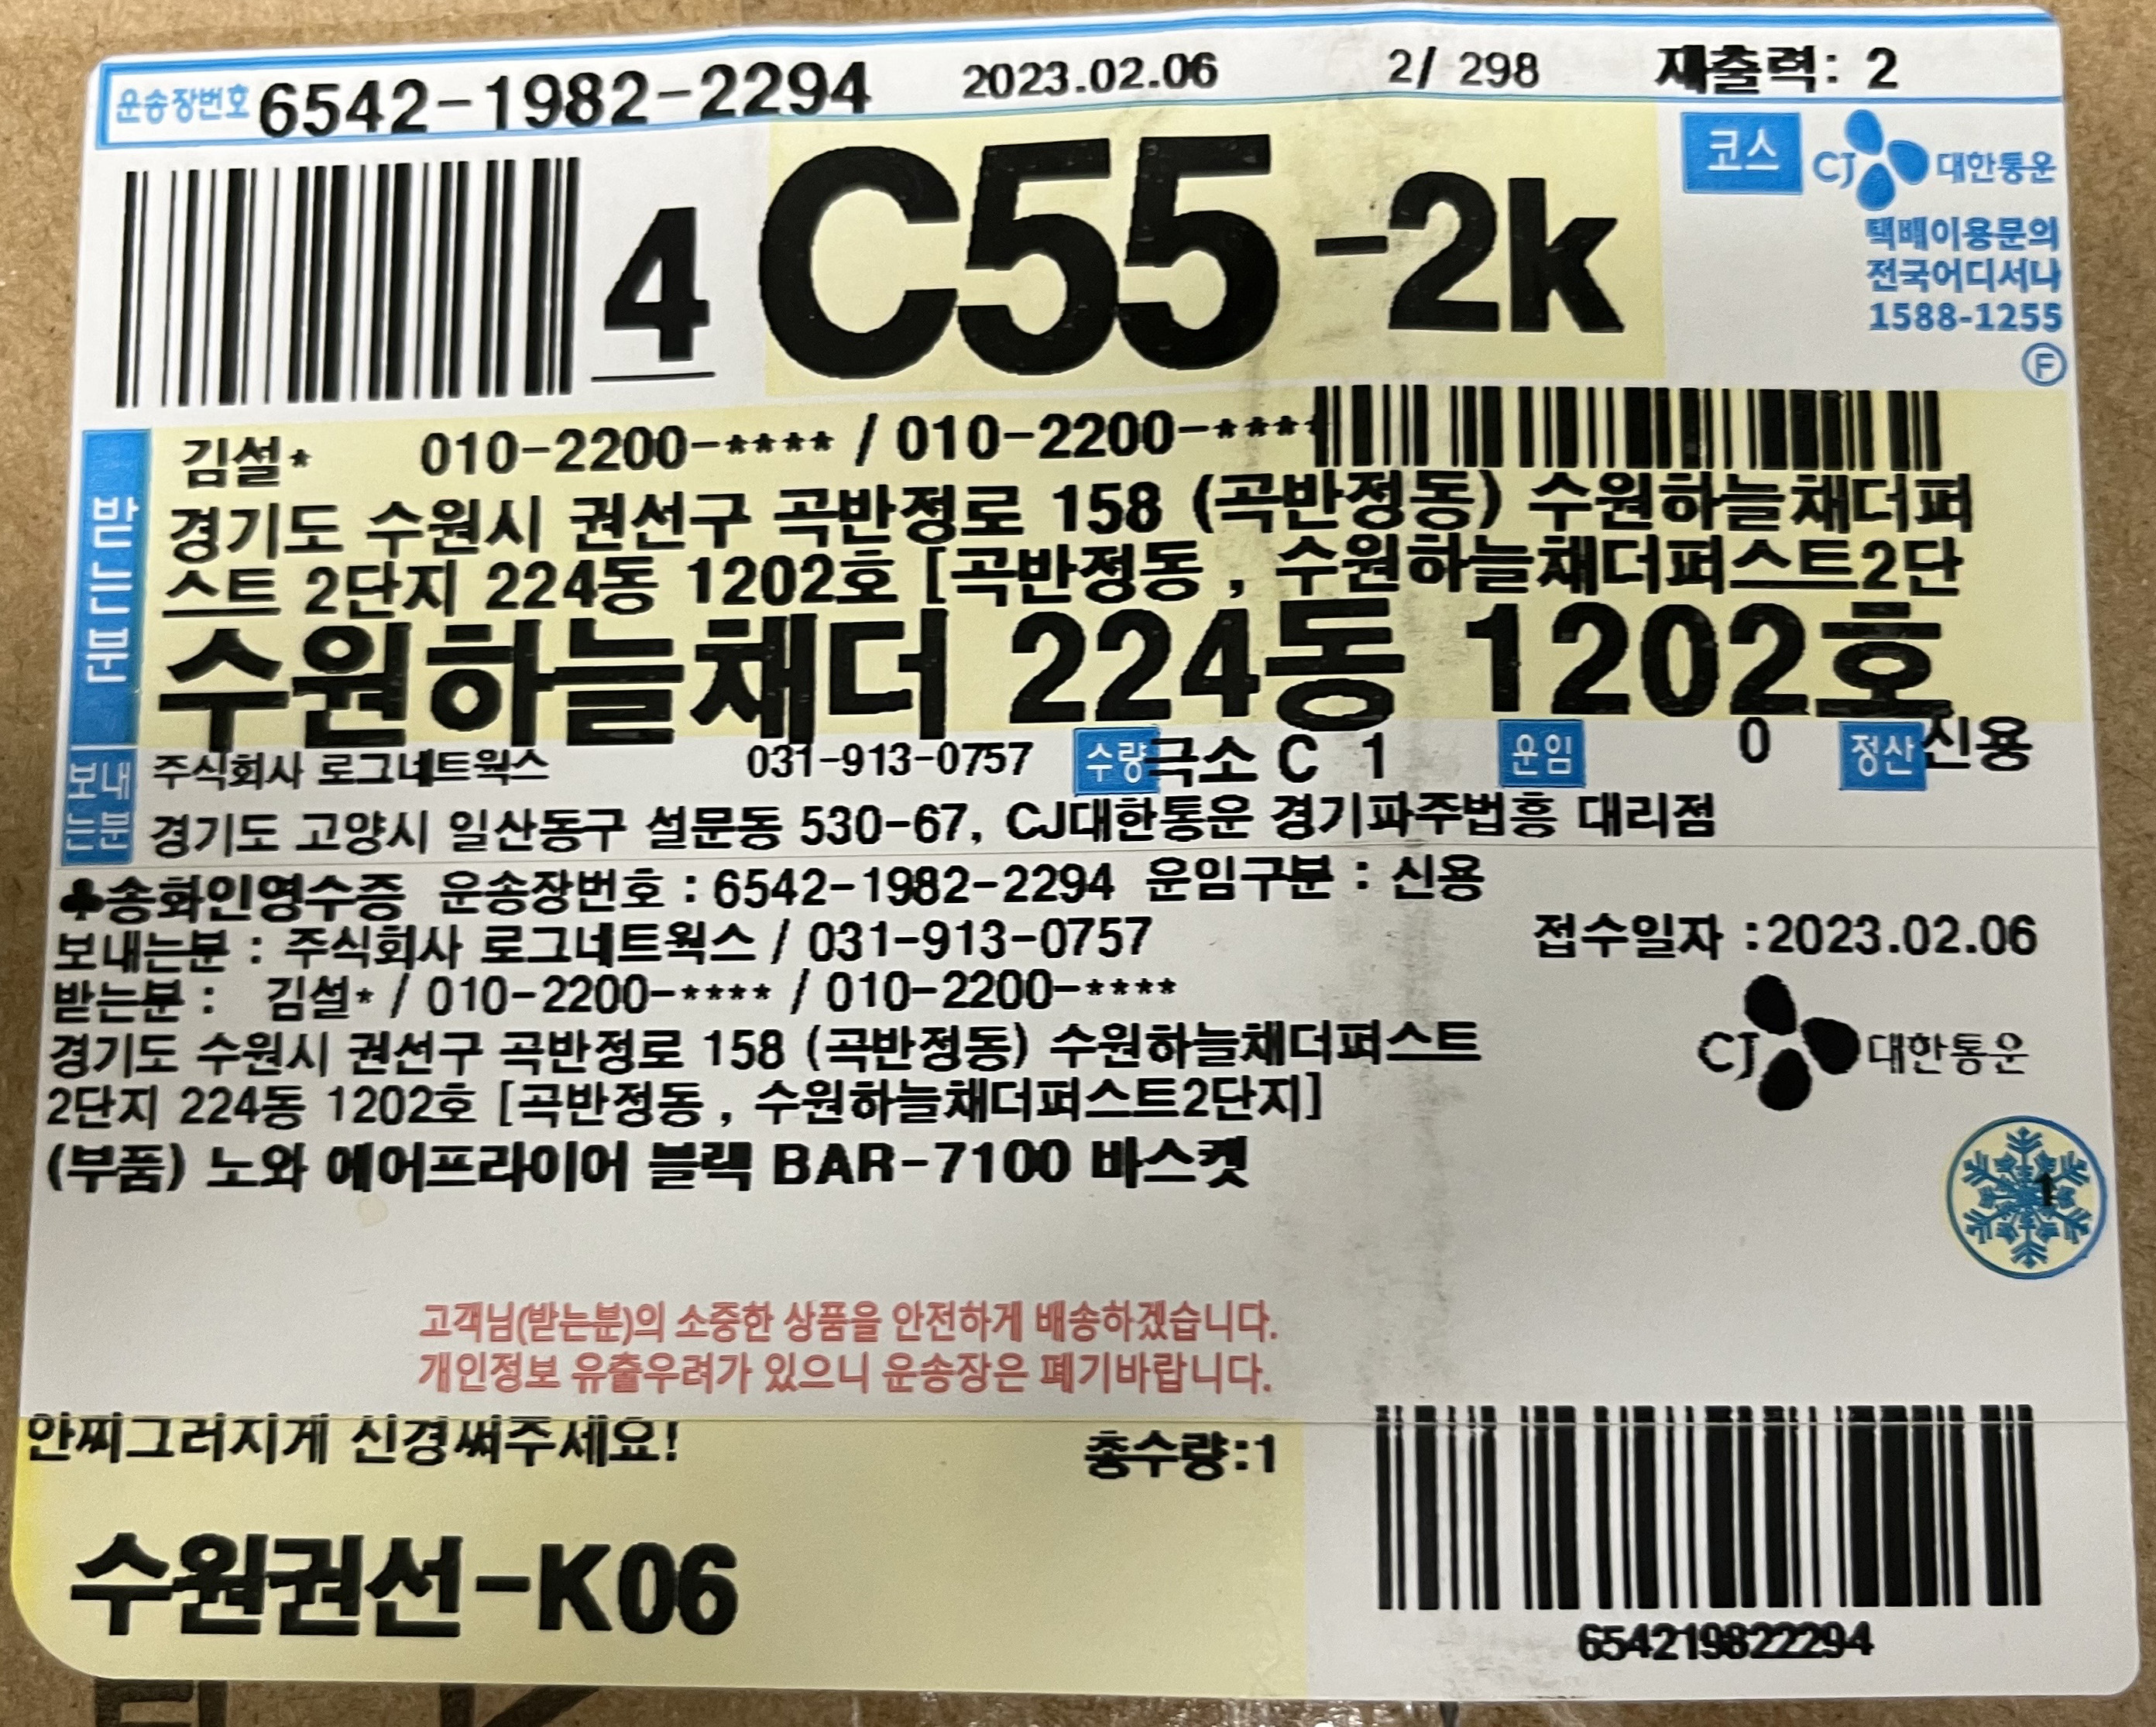 운송장번호 6542-1982-2294 2023.02.06 2/ 298 재출력: 2
4 C55-2k
코스 CJ대한통운
택배이용문의
전국어디서나
1588-1255
F
받는분
김설* 010-2200-**** / 010-2200-****
경기도 수원시 권선구 곡반정로 158 (곡반정동) 수원하늘채더퍼
스트 2단지 224동 1202호 [곡반정동 , 수원하늘채더퍼스트2단
수원하늘채더 224동 1202호
보내는분
주식회사 로그네트웍스 031-913-0757 수량 극소 C 1 운임 0 정산 신용
경기도 고양시 일산동구 설문동 530-67, CJ대한통운 경기파주법흥 대리점
♣송화인영수증 운송장번호 : 6542-1982-2294 운임구분 : 신용
보내는분 : 주식회사 로그네트웍스 / 031-913-0757 접수일자 :2023.02.06
받는분 : 김설* / 010-2200-**** / 010-2200-****
경기도 수원시 권선구 곡반정로 158 (곡반정동) 수원하늘채더퍼스트
CJ대한통운
2단지 224동 1202호 [곡반정동 , 수원하늘채더퍼스트2단지]
(부품) 노와 에어프라이어 블랙 BAR-7100 바스켓
1
고객님(받는분)의 소중한 상품을 안전하게 배송하겠습니다.
개인정보 유출우려가 있으니 운송장은 폐기바랍니다.
안찌그러지게 신경써주세요! 총수량:1
수원권선-K06
654219822294